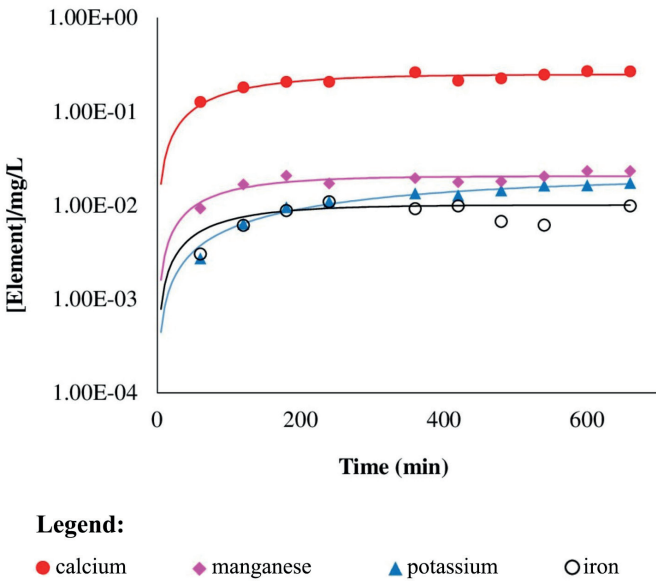 1.00E+00
1.00E-01
1.00E-02
1.00E-03
1.00E-04
[Element]/mg/L
0 200 400 600
Time (min)
Legend:
calcium manganese potassium iron